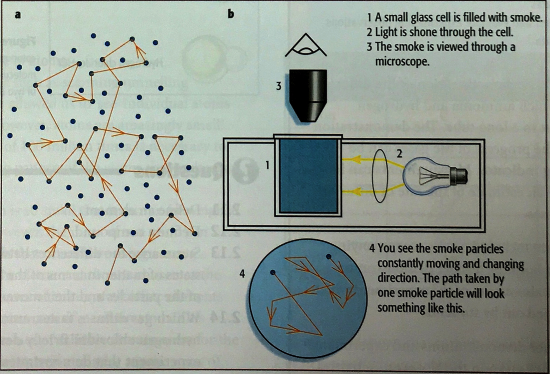 a
b
1 A small glass cell is filled with smoke.
2 Light is shone through the cell.
3 The smoke is viewed through a
microscope.
3
1
2
4
4 You see the smoke particles
constantly moving and changing
direction. The path taken by
one smoke particle will look
something like this.